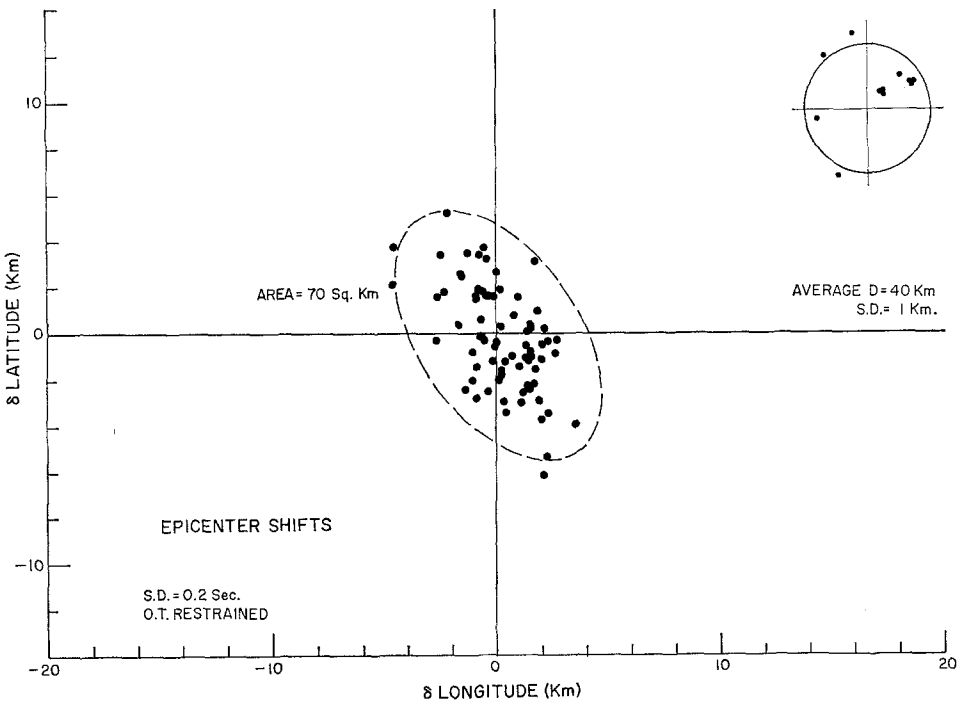 10
AREA = 70 Sq. Km
AVERAGE D = 40 Km
S.D. = 1 Km.
δ LATITUDE (Km)
0
EPICENTER SHIFTS
-10
S.D. = 0.2 Sec.
O.T. RESTRAINED
-20
-10
0
10
20
δ LONGITUDE (Km)